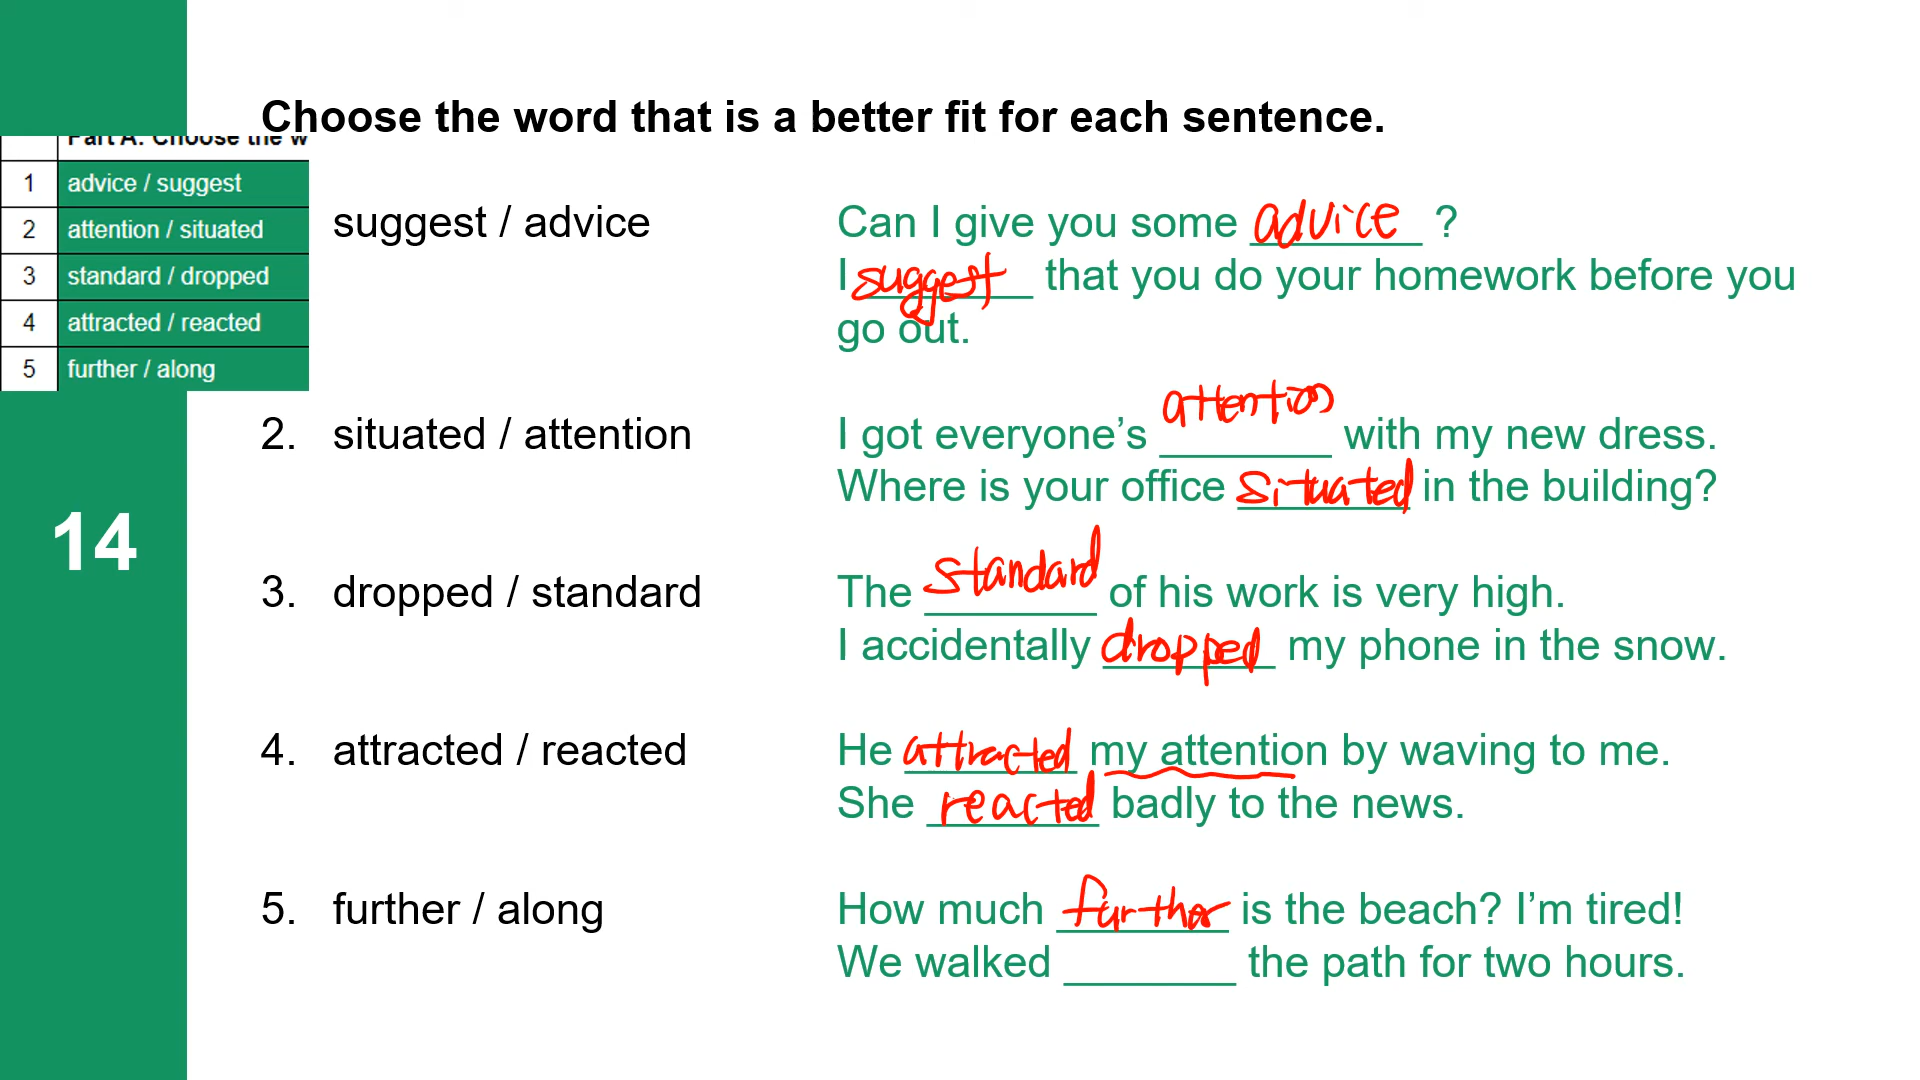 Choose the word that is a better fit for each sentence.
Part A: Choose the w
1 advice / suggest
2 attention / situated
3 standard / dropped
4 attracted / reacted
5 further / along
14
suggest / advice
Can I give you some advice ?
I suggest that you do your homework before you
go out.
2. situated / attention
I got everyone’s attention with my new dress.
Where is your office situated in the building?
3. dropped / standard
The standard of his work is very high.
I accidentally dropped my phone in the snow.
4. attracted / reacted
He attracted my attention by waving to me.
She reacted badly to the news.
5. further / along
How much further is the beach? I’m tired!
We walked ________ the path for two hours.